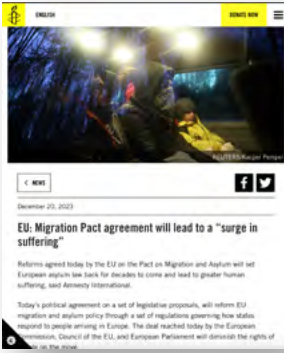 ENGLISH
DONATE NOW
REUTERS/Kacper Pempel
< NEWS
December 20, 2023
EU: Migration Pact agreement will lead to a “surge in
suffering”
Reforms agreed today by the EU on the Pact on Migration and Asylum will set
European asylum law back for decades to come and lead to greater human
suffering, said Amnesty International.
Today's political agreement on a set of legislative proposals, will reform EU
migration and asylum policy through a set of regulations governing how states
respond to people arriving in Europe. The deal reached today by the European
Commission, Council of the EU, and European Parliament will diminish the rights of
on the move.